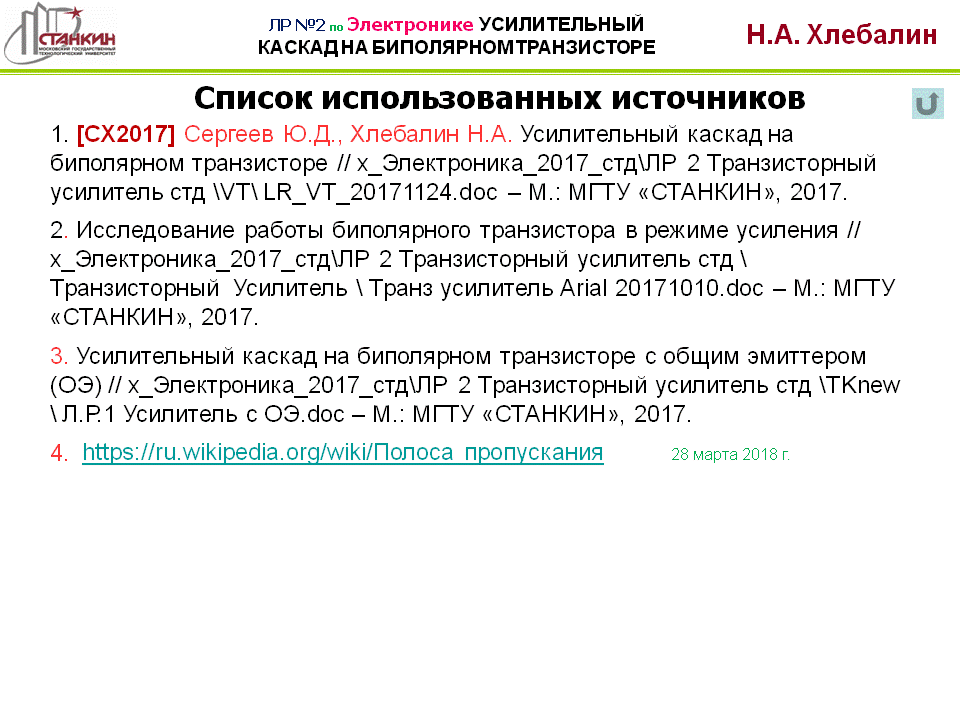 СТАНКИН
МОСКОВСКИЙ ГОСУДАРСТВЕННЫЙ
ТЕХНОЛОГИЧЕСКИЙ УНИВЕРСИТЕТ
ЛР №2 по Электронике УСИЛИТЕЛЬНЫЙ
КАСКАД НА БИПОЛЯРНОМ ТРАНЗИСТОРЕ
Н.А. Хлебалин
Список использованных источников
1. [СХ2017] Сергеев Ю.Д., Хлебалин Н.А. Усилительный каскад на
биполярном транзисторе // x_Электроника_2017_стд\ЛР 2 Транзисторный
усилитель стд \VT\ LR_VT_20171124.doc – М.: МГТУ «СТАНКИН», 2017.
2. Исследование работы биполярного транзистора в режиме усиления //
x_Электроника_2017_стд\ЛР 2 Транзисторный усилитель стд \
Транзисторный Усилитель \ Транз усилитель Arial 20171010.doc – М.: МГТУ
«СТАНКИН», 2017.
3. Усилительный каскад на биполярном транзисторе с общим эмиттером
(ОЭ) // x_Электроника_2017_стд\ЛР 2 Транзисторный усилитель стд \TKnew
\ Л.Р.1 Усилитель с ОЭ.doc – М.: МГТУ «СТАНКИН», 2017.
4. https://ru.wikipedia.org/wiki/Полоса_пропускания 28 марта 2018 г.